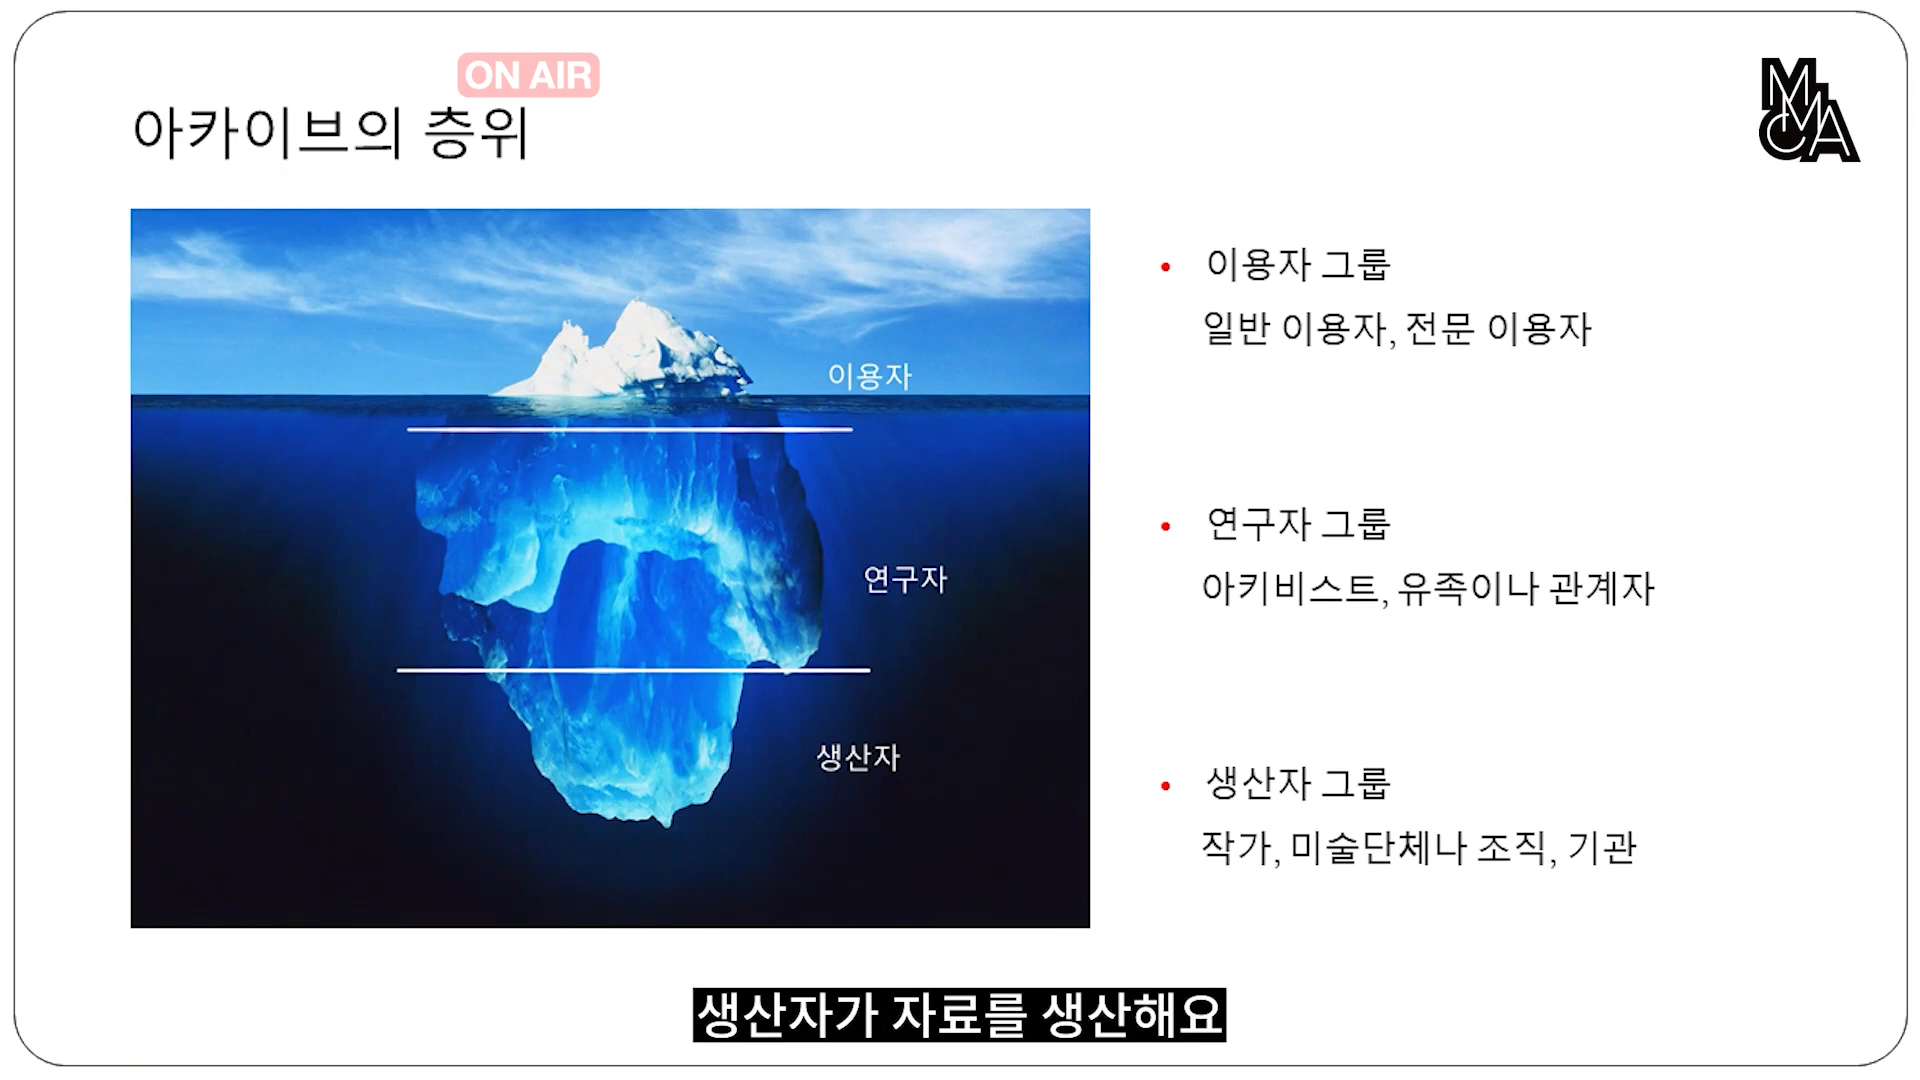 ON AIR
아카이브의 층위
MMCA
이용자
연구자
생산자
• 이용자 그룹
일반 이용자, 전문 이용자
• 연구자 그룹
아키비스트, 유족이나 관계자
• 생산자 그룹
작가, 미술단체나 조직, 기관
생산자가 자료를 생산해요